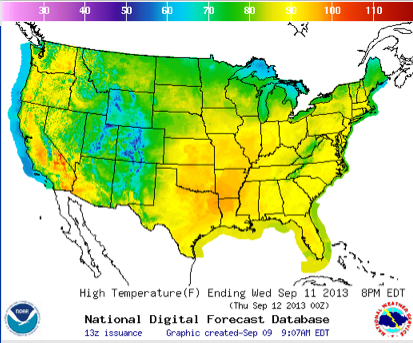 30 40 50 60 70 80 90 100 110
High Temperature(F) Ending Wed Sep 11 2013 8PM EDT
(Thu Sep 12 2013 00Z)
National Digital Forecast Database
13z issuance Graphic created-Sep 09 9:07AM EDT
NOAA